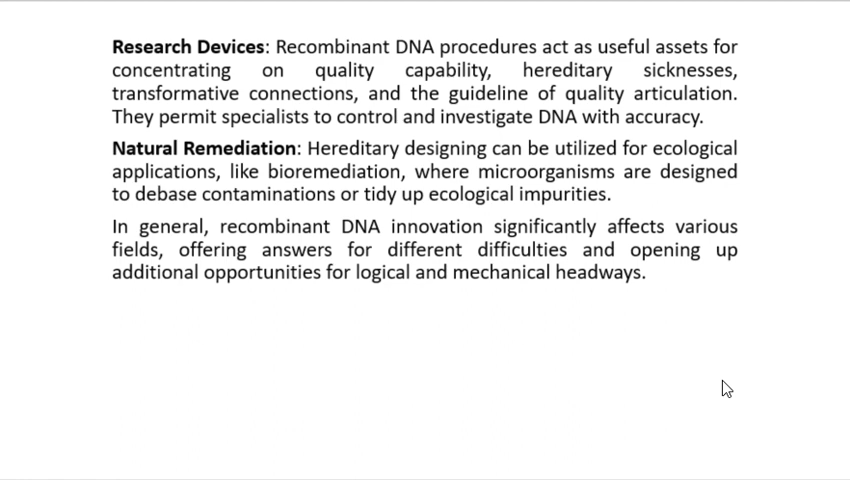 Research Devices: Recombinant DNA procedures act as useful assets for
concentrating on quality capability, hereditary sicknesses,
transformative connections, and the guideline of quality articulation.
They permit specialists to control and investigate DNA with accuracy.
Natural Remediation: Hereditary designing can be utilized for ecological
applications, like bioremediation, where microorganisms are designed
to debase contaminations or tidy up ecological impurities.
In general, recombinant DNA innovation significantly affects various
fields, offering answers for different difficulties and opening up
additional opportunities for logical and mechanical headways.